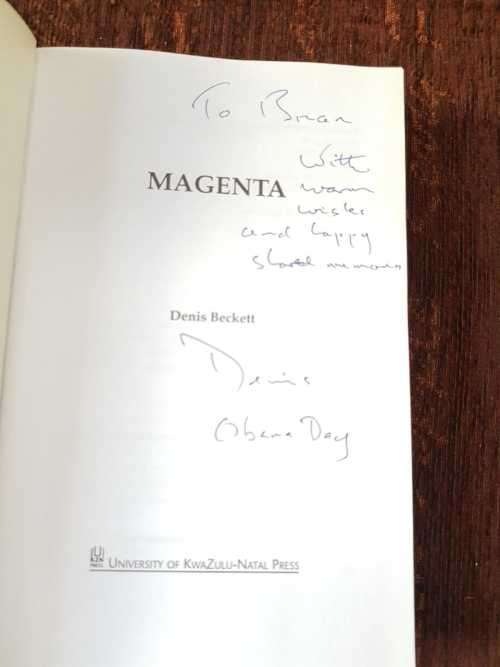 To Brian
With
MAGENTA
warm
wishes
and happy
shared memories
Denis Beckett
Denis
Obama Day
UNIVERSITY OF KWAZULU-NATAL PRESS